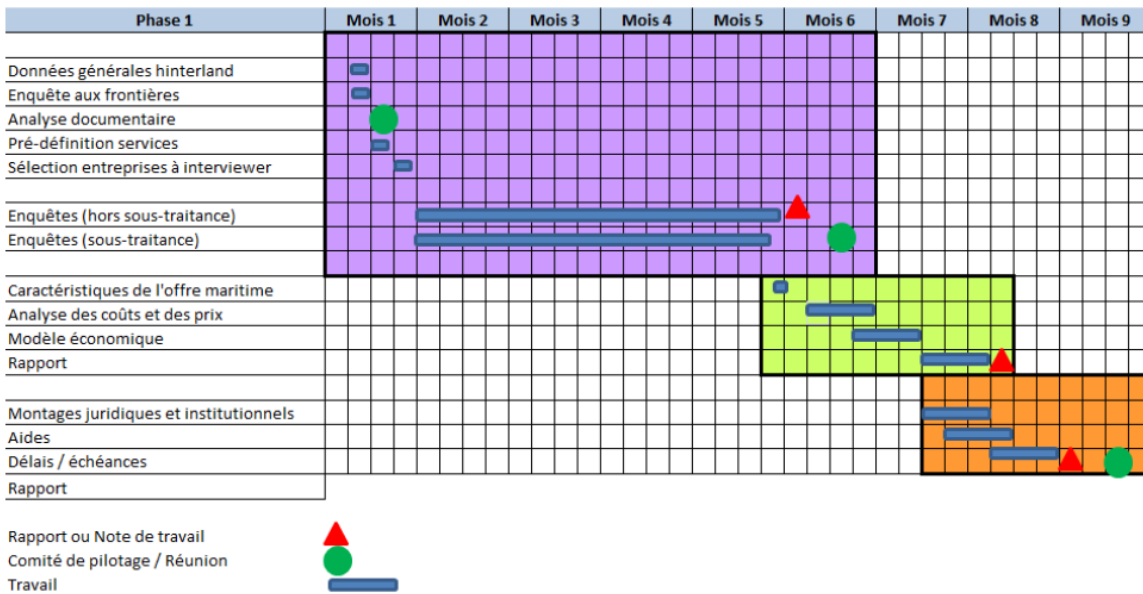 Phase 1 Mois 1 Mois 2 Mois 3 Mois 4 Mois 5 Mois 6 Mois 7 Mois 8 Mois 9
Données générales hinterland
Enquête aux frontières
Analyse documentaire
Pré-définition services
Sélection entreprises à interviewer
Enquêtes (hors sous-traitance)
Enquêtes (sous-traitance)
Caractéristiques de l'offre maritime
Analyse des coûts et des prix
Modèle économique
Rapport
Montages juridiques et institutionnels
Aides
Délais / échéances
Rapport
Rapport ou Note de travail
Comité de pilotage / Réunion
Travail